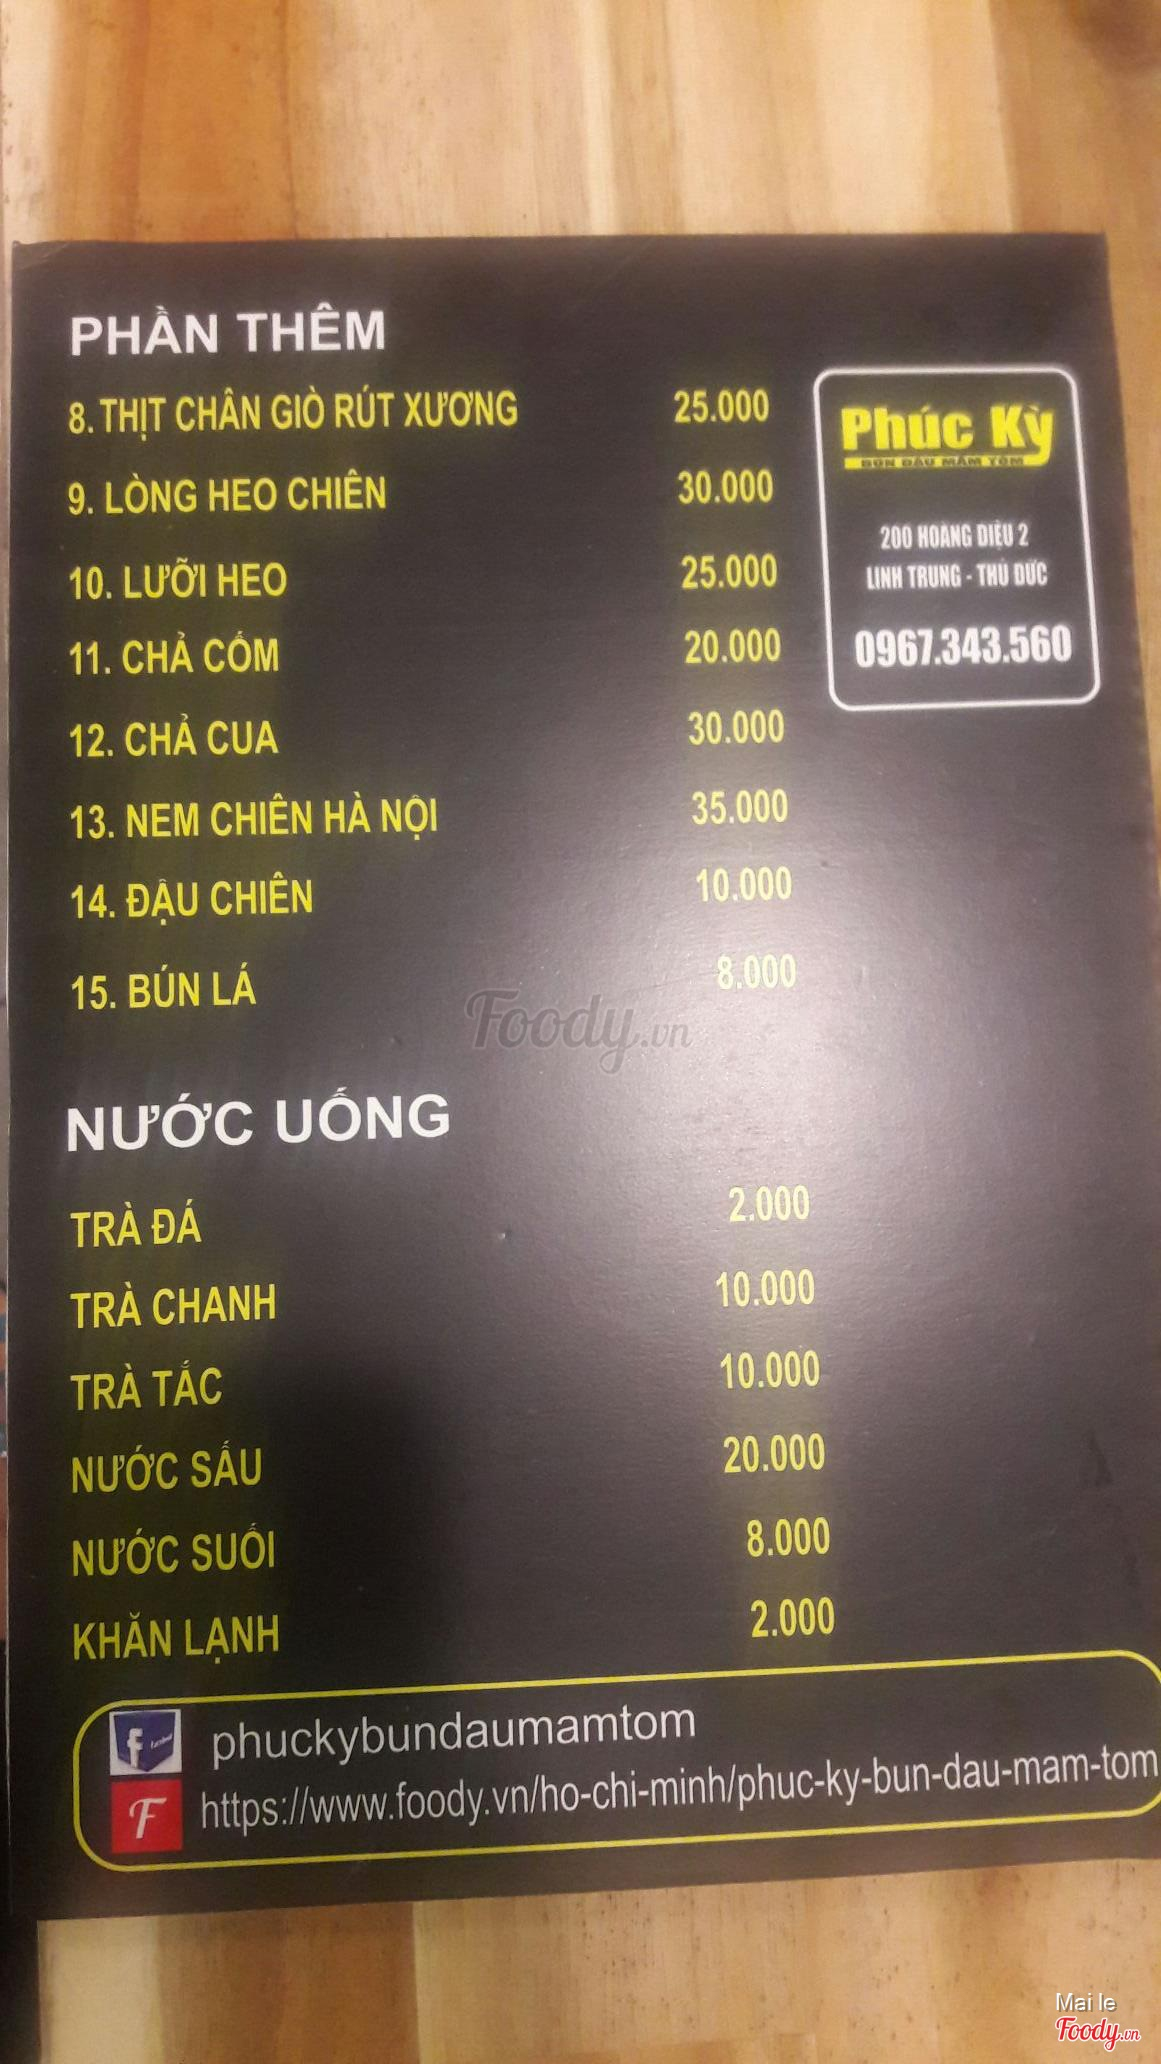 PHẦN THÊM
8. THỊT CHÂN GIÒ RÚT XƯƠNG 25.000
9. LÒNG HEO CHIÊN 30.000
10. LƯỠI HEO 25.000
11. CHẢ CỐM 20.000
12. CHẢ CUA 30.000
13. NEM CHIÊN HÀ NỘI 35.000
14. ĐẬU CHIÊN 10.000
15. BÚN LÁ 8.000
Phúc Kỳ
BÚN ĐẬU MẮM TÔM
200 HOÀNG DIỆU 2
LINH TRUNG - THỦ ĐỨC
0967.343.560
Foody.vn
NƯỚC UỐNG
TRÀ ĐÁ 2.000
TRÀ CHANH 10.000
TRÀ TẮC 10.000
NƯỚC SẤU 20.000
NƯỚC SUỐI 8.000
KHĂN LẠNH 2.000
f facebook phuckybundaumamtom
F https://www.foody.vn/ho-chi-minh/phuc-ky-bun-dau-mam-tom
Mai le
Foody.vn